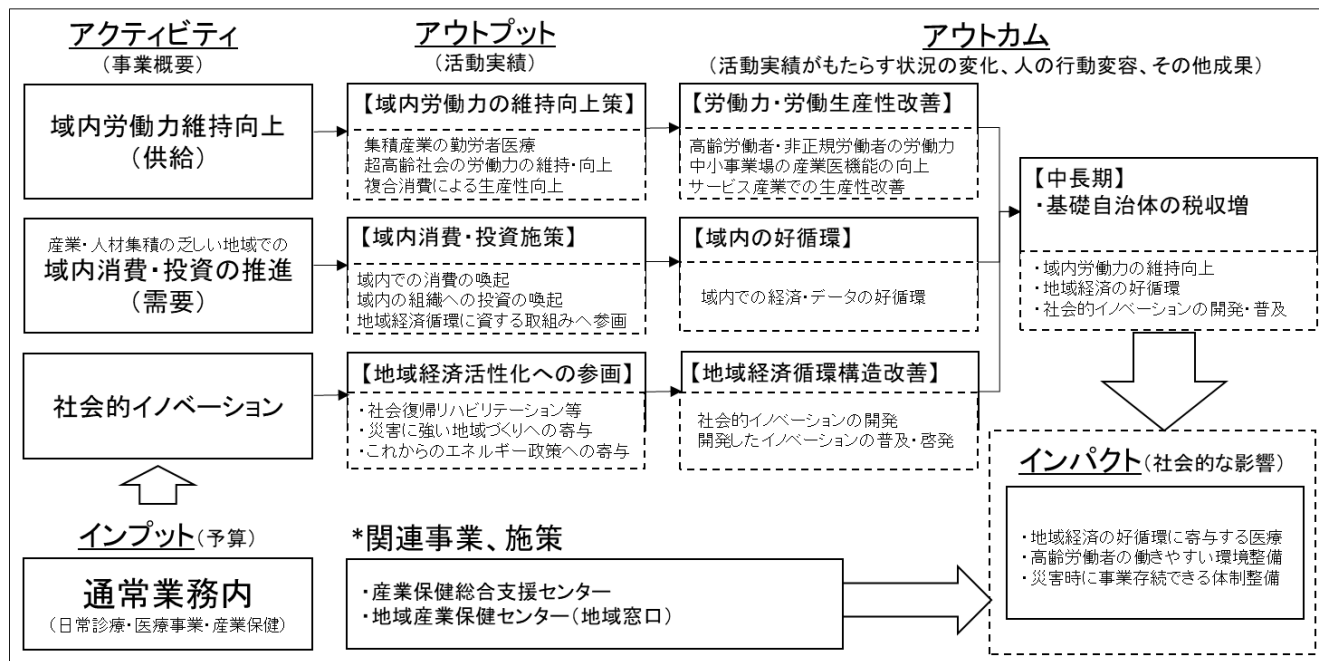 アクティビティ
（事業概要）
域内労働力維持向上
（供給）
産業・人材集積の乏しい地域での
域内消費・投資の推進
（需要）
社会的イノベーション
インプット（予算）
通常業務内
（日常診療・医療事業・産業保健）
アウトプット
（活動実績）
【域内労働力の維持向上策】
集積産業の勤労者医療
超高齢社会の労働力の維持・向上
複合消費による生産性向上
【域内消費・投資施策】
域内での消費の喚起
域内の組織への投資の喚起
地域経済循環に資する取組みへ参画
【地域経済活性化への参画】
・社会復帰リハビリテーション等
・災害に強い地域づくりへの寄与
・これからのエネルギー政策への寄与
アウトカム
（活動実績がもたらす状況の変化、人の行動変容、その他成果）
【労働力・労働生産性改善】
高齢労働者・非正規労働者の労働力
中小事業場の産業医機能の向上
サービス産業での生産性改善
【域内の好循環】
域内での経済・データの好循環
【地域経済循環構造改善】
社会的イノベーションの開発
開発したイノベーションの普及・啓発
【中長期】
・基礎自治体の税収増
・域内労働力の維持向上
・地域経済の好循環
・社会的イノベーションの開発・普及
*関連事業、施策
・産業保健総合支援センター
・地域産業保健センター（地域窓口）
インパクト（社会的な影響）
・地域経済の好循環に寄与する医療
・高齢労働者の働きやすい環境整備
・災害時に事業存続できる体制整備